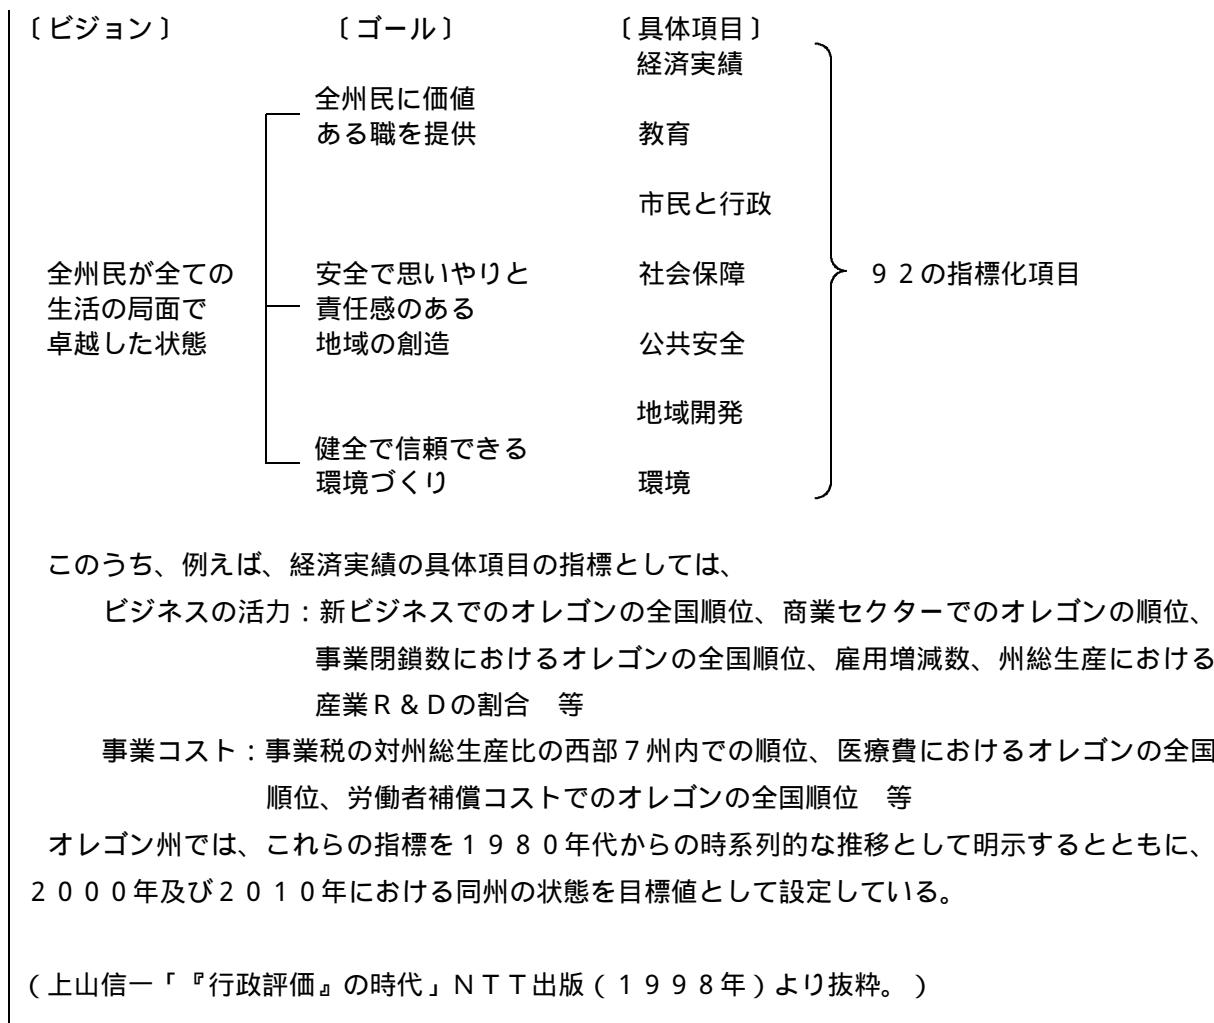 〔ビジョン〕　〔ゴール〕　〔具体項目〕
経済実績
全州民に価値
ある職を提供　教育
市民と行政
全州民が全ての　安全で思いやりと　社会保障　９２の指標化項目
生活の局面で　責任感のある
卓越した状態　地域の創造　公共安全
地域開発
健全で信頼できる
環境づくり　環境
このうち、例えば、経済実績の具体項目の指標としては、
ビジネスの活力：新ビジネスでのオレゴンの全国順位、商業セクターでのオレゴンの順位、
事業閉鎖数におけるオレゴンの全国順位、雇用増減数、州総生産における
産業Ｒ＆Ｄの割合　等
事業コスト：事業税の対州総生産比の西部７州内での順位、医療費におけるオレゴンの全国
順位、労働者補償コストでのオレゴンの全国順位　等
オレゴン州では、これらの指標を１９８０年代からの時系列的な推移として明示するとともに、
２０００年及び２０１０年における同州の状態を目標値として設定している。
（上山信一「『行政評価』の時代」ＮＴＴ出版（１９９８年）より抜粋。）